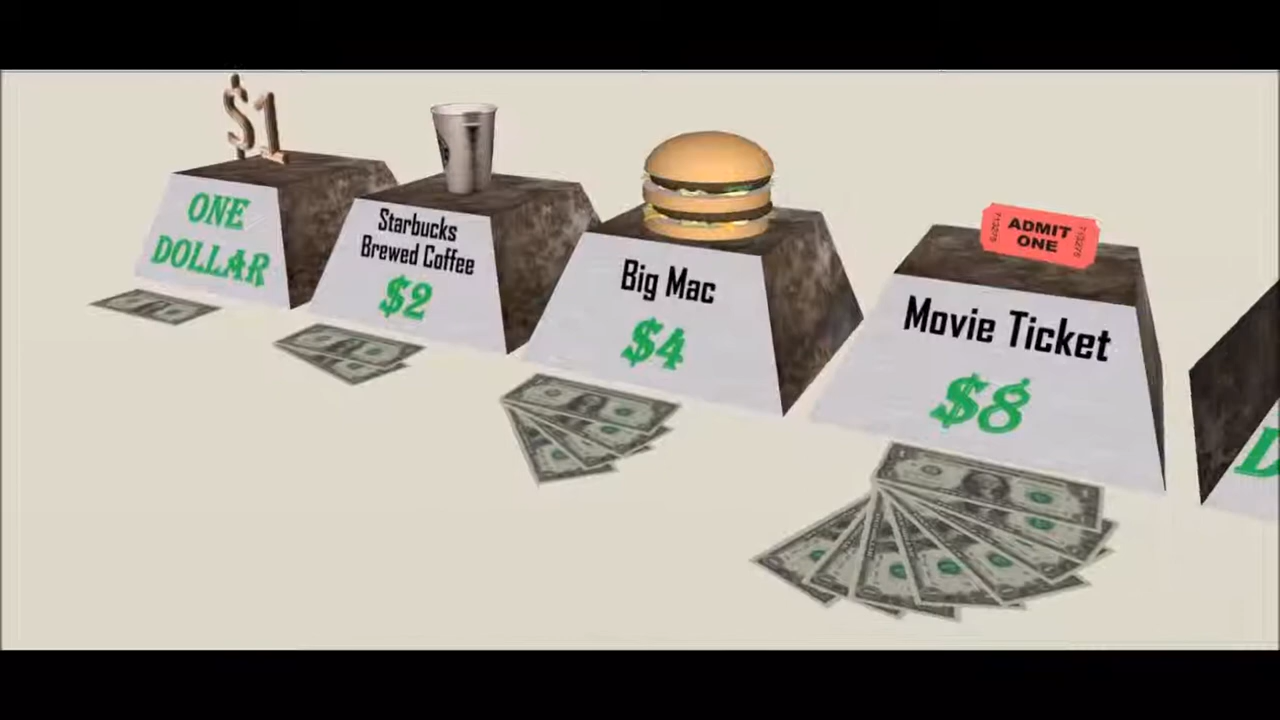 $1
ONE
DOLLAR
Starbucks
Brewed Coffee
$2
Big Mac
$4
ADMIT
ONE
Movie Ticket
$8